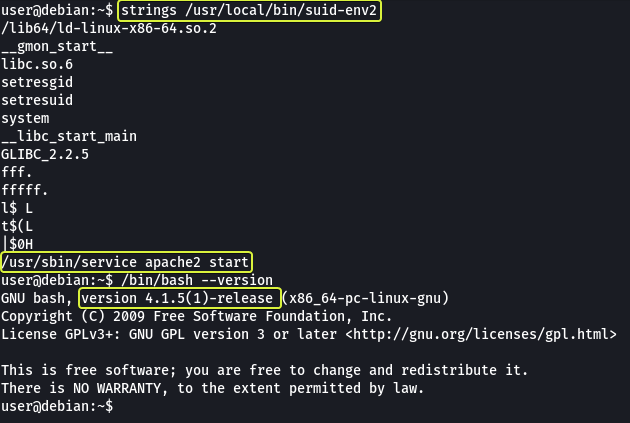 user@debian:~$ strings /usr/local/bin/suid-env2
/lib64/ld-linux-x86-64.so.2
__gmon_start__
libc.so.6
setresgid
setresuid
system
__libc_start_main
GLIBC_2.2.5
fff.
fffff.
l$ L
t$(L
|$0H
/usr/sbin/service apache2 start
user@debian:~$ /bin/bash --version
GNU bash, version 4.1.5(1)-release (x86_64-pc-linux-gnu)
Copyright (C) 2009 Free Software Foundation, Inc.
License GPLv3+: GNU GPL version 3 or later <http://gnu.org/licenses/gpl.html>

This is free software; you are free to change and redistribute it.
There is NO WARRANTY, to the extent permitted by law.
user@debian:~$